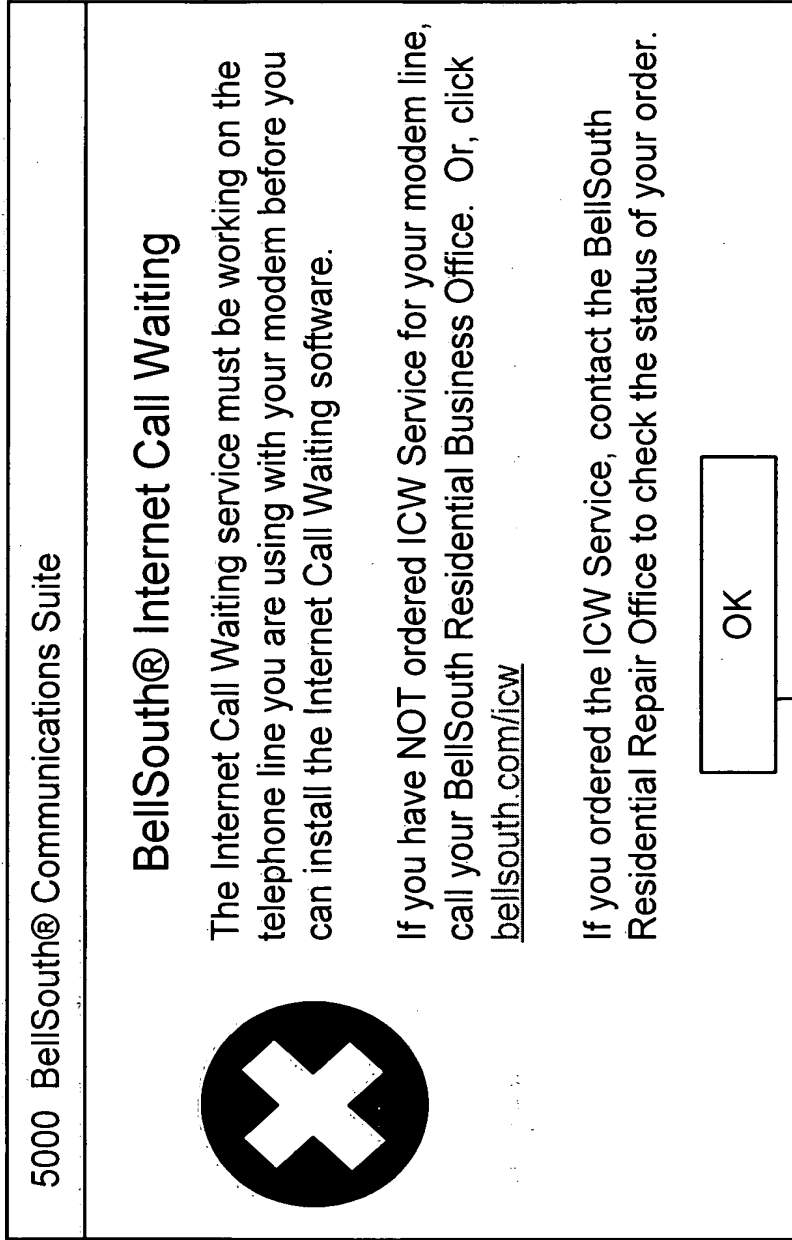 5000 BellSouth® Communications Suite
BellSouth® Internet Call Waiting
The Internet Call Waiting service must be working on the
telephone line you are using with your modem before you
can install the Internet Call Waiting software.
If you have NOT ordered ICW Service for your modem line,
call your BellSouth Residential Business Office. Or, click
bellsouth.com/icw
If you ordered the ICW Service, contact the BellSouth
Residential Repair Office to check the status of your order.
OK